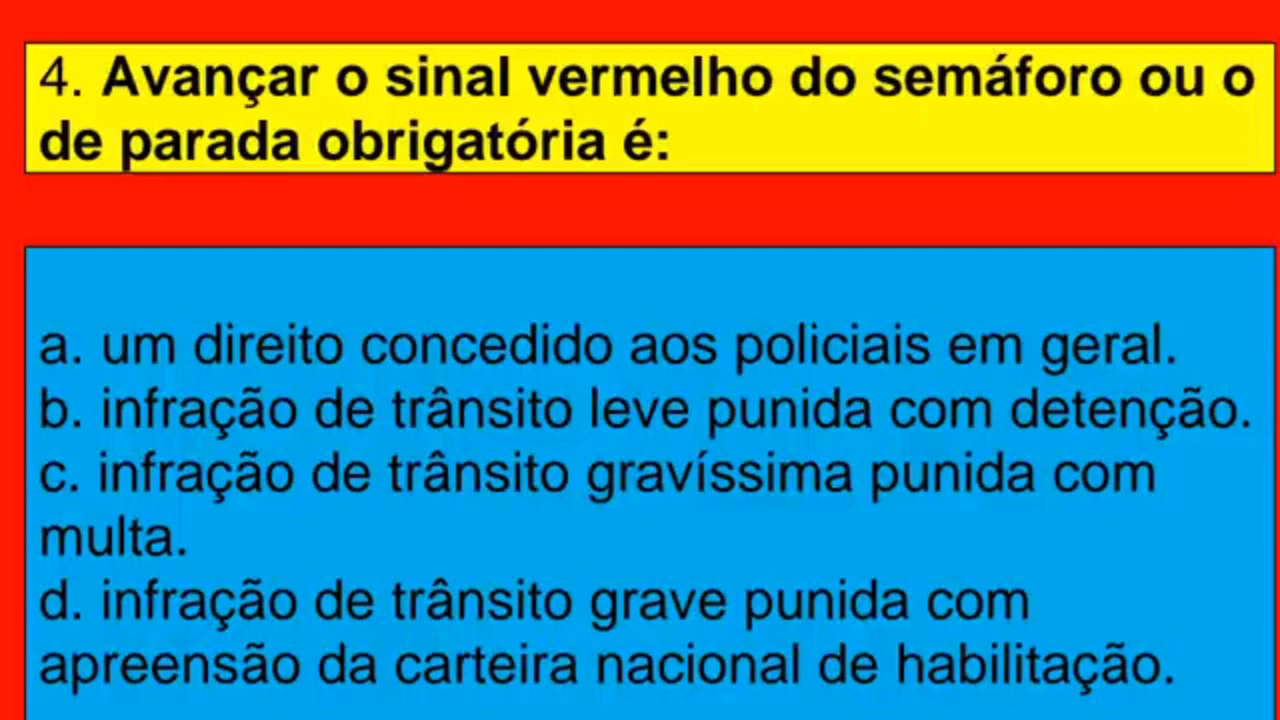 4. Avançar o sinal vermelho do semáforo ou o
de parada obrigatória é:
a. um direito concedido aos policiais em geral.
b. infração de trânsito leve punida com detenção.
c. infração de trânsito gravíssima punida com
multa.
d. infração de trânsito grave punida com
apreensão da carteira nacional de habilitação.